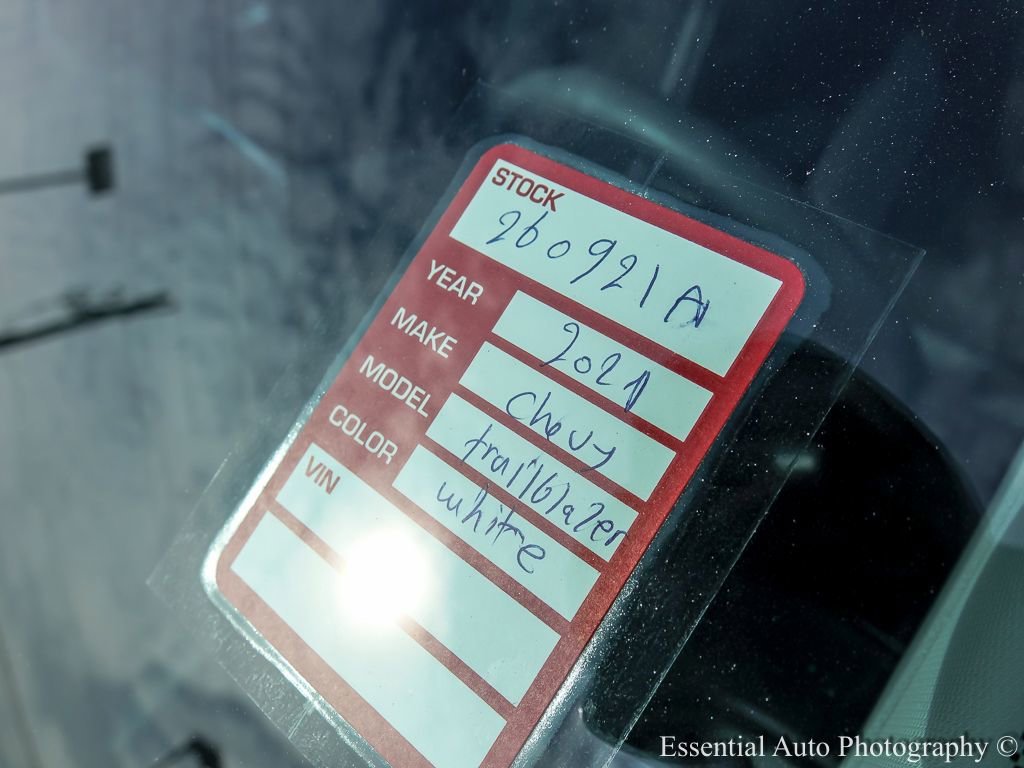 STOCK
260921A
YEAR 2021
MAKE Chevy
MODEL trailblazer
COLOR white
VIN
Essential Auto Photography ©